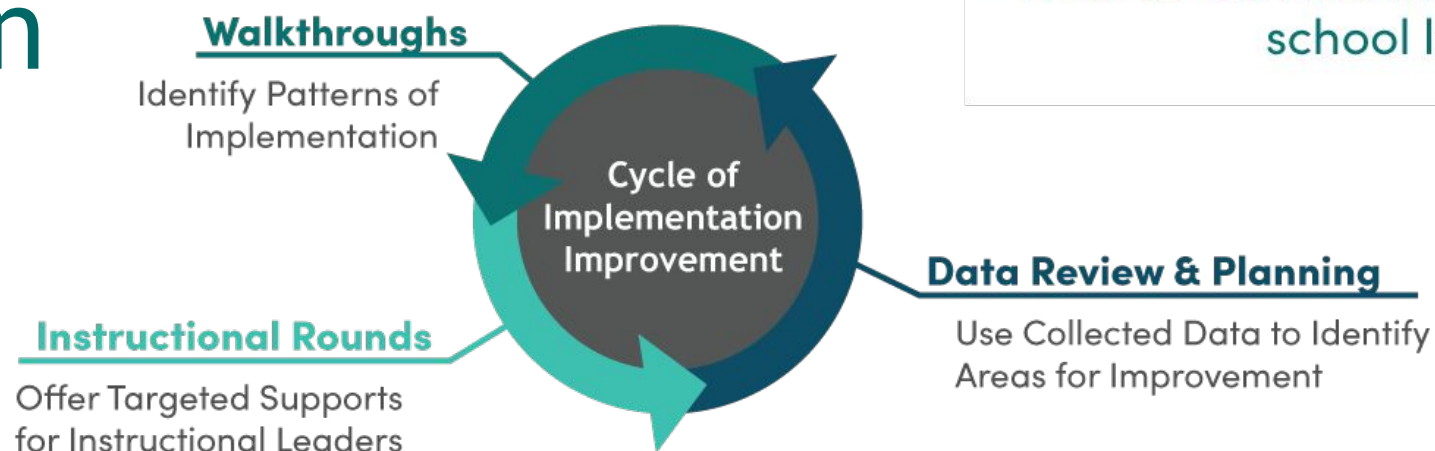 n
Walkthroughs
Identify Patterns of
Implementation
school l
Cycle of
Implementation
Improvement
Data Review & Planning
Use Collected Data to Identify
Areas for Improvement
Instructional Rounds
Offer Targeted Supports
for Instructional Leaders